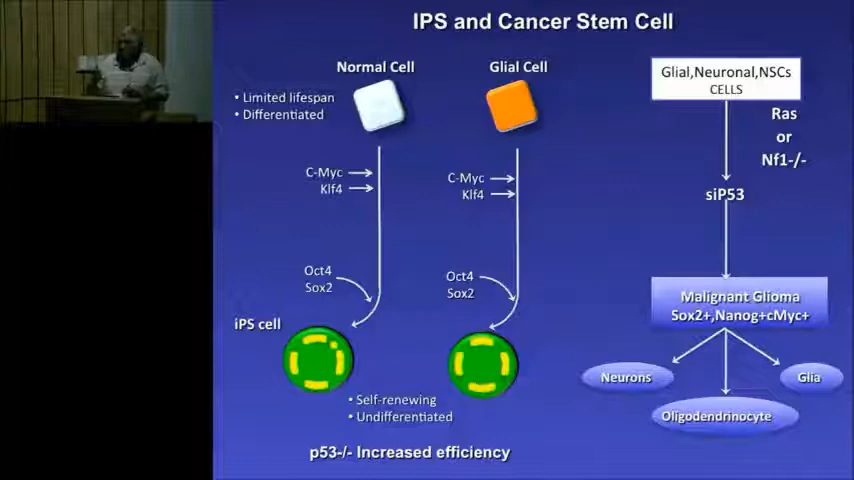 IPS and Cancer Stem Cell
Normal Cell
• Limited lifespan
• Differentiated
C-Myc
Klf4
Oct4
Sox2
iPS cell
Glial Cell
C-Myc
Klf4
Oct4
Sox2
• Self-renewing
• Undifferentiated
p53-/- Increased efficiency
Glial,Neuronal,NSCs
CELLS
Ras
or
Nf1-/-
siP53
Malignant Glioma
Sox2+,Nanog+cMyc+
Neurons
Glia
Oligodendrinocyte